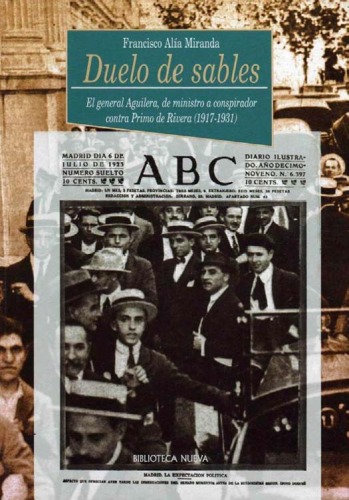 Francisco Alía Miranda
Duelo de sables
El general Aguilera, de ministro a conspirador
contra Primo de Rivera (1917-1931)
MADRID DIA 6 DE
JULIO DE 1923
NUMERO SUELTO
10 CENTS.
ABC
DIARIO ILUSTRA-
DO. AÑO DECIMO-
NOVENO. N. 6.397
10 CENTS.
REDACCION Y ADMINISTRACION:
BIBLIOTECA NUEVA
MADRID. LA EXPECTACION POLITICA